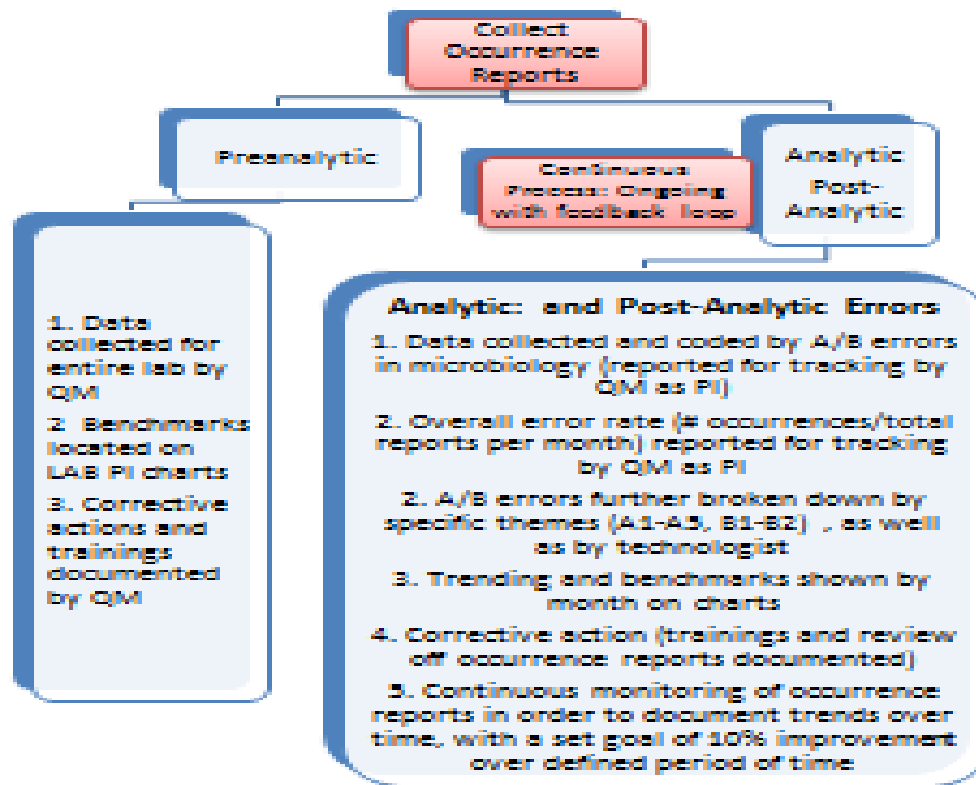 Collect
Occurrence
Reports
Preanalytic
Continuous
Process: Ongoing
with feedback loop
Analytic
Post-
Analytic
1. Data
collected for
entire lab by
QM
2 Benchmarks
located on
LAB PI charts
3. Corrective
actions and
trainings
documented
by QM
Analytic: and Post-Analytic Errors
1. Data collected and coded by A/B errors
in microbiology (reported for tracking by
QM as PI)
2. Overall error rate (# occurrences/total
reports per month) reported for tracking
by QM as PI
2. A/B errors further broken down by
specific themes (A1-A3, B1-B2) , as well
as by technologist
3. Trending and benchmarks shown by
month on charts
4. Corrective action (trainings and review
off occurrence reports documented)
5. Continuous monitoring of occurrence
reports in order to document trends over
time, with a set goal of 10% improvement
over defined period of time